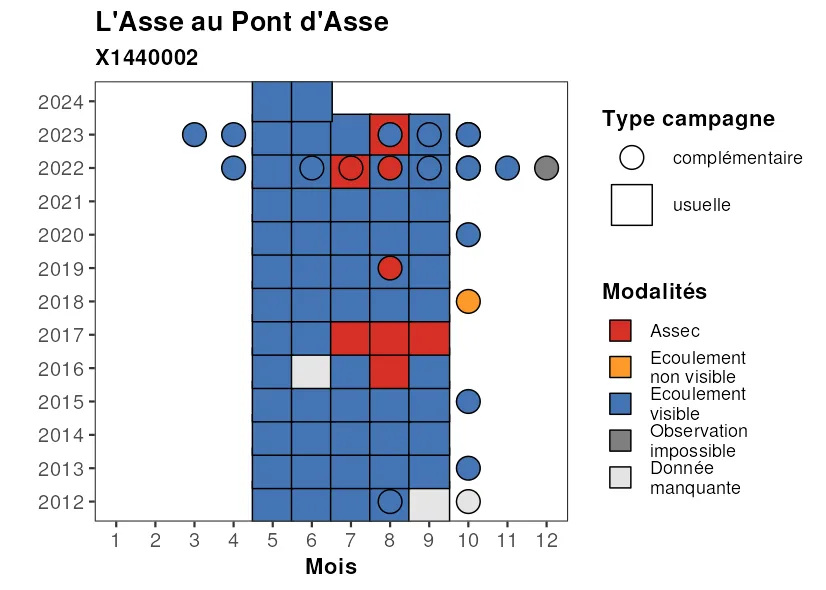 L'Asse au Pont d'Asse
X1440002
2024
2023
2022
2021
2020
2019
2018
2017
2016
2015
2014
2013
2012
1 2 3 4 5 6 7 8 9 10 11 12
Mois
Type campagne
complémentaire
usuelle
Modalités
Assec
Ecoulement
non visible
Ecoulement
visible
Observation
impossible
Donnée
manquante